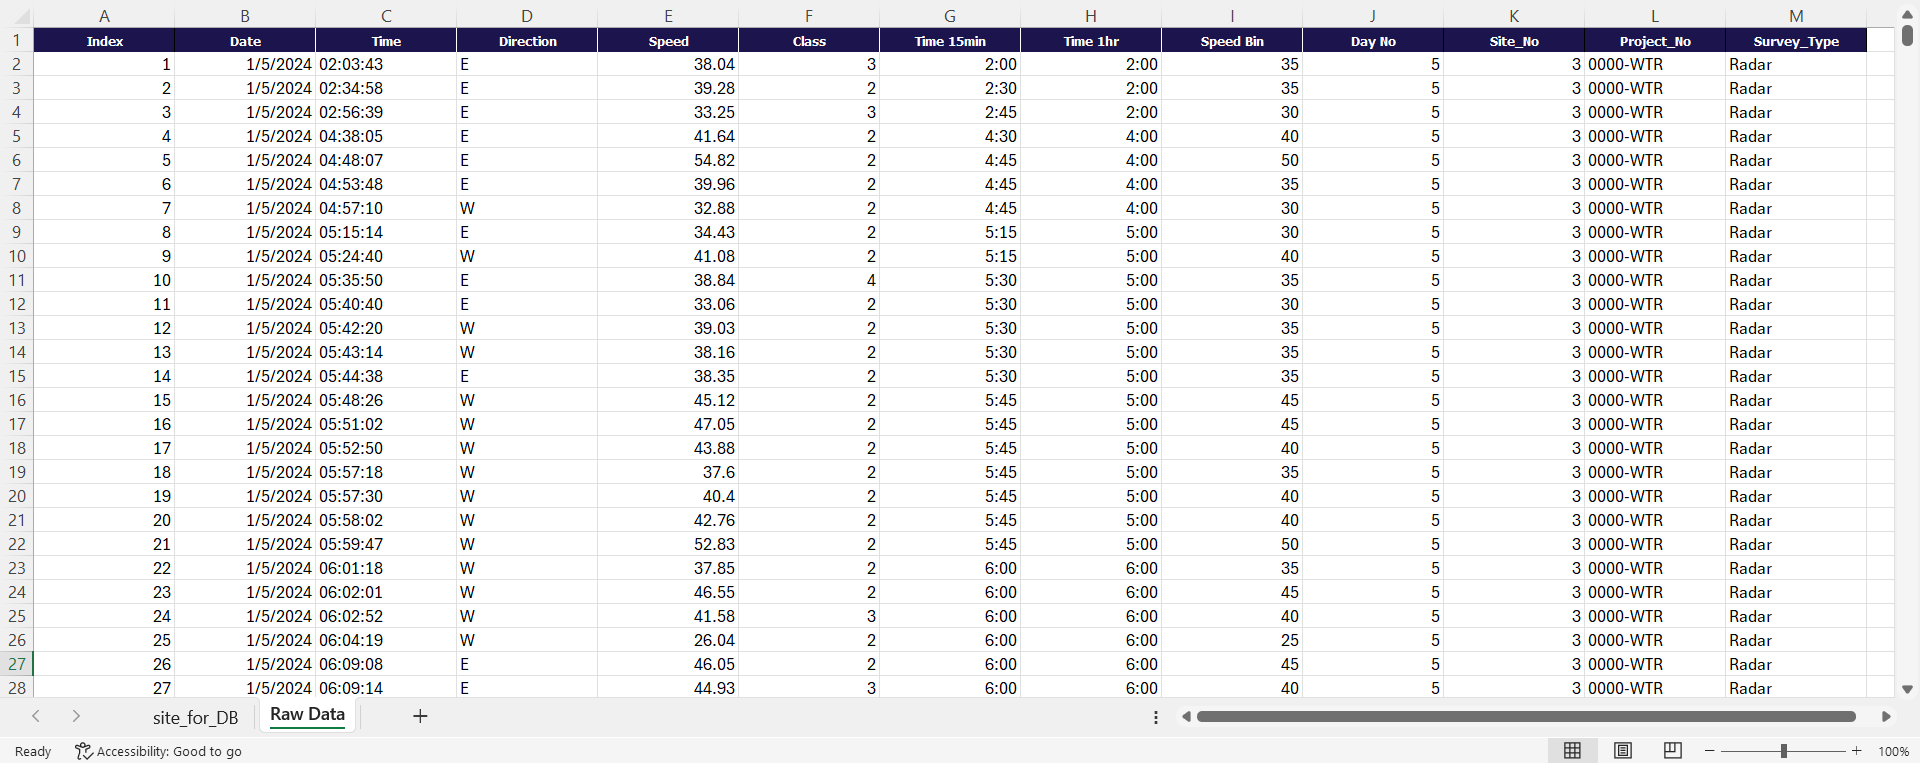 A B C D E F G H I J K L M
1 Index Date Time Direction Speed Class Time 15min Time 1hr Speed Bin Day No Site_No Project_No Survey_Type
2 1 1/5/2024 02:03:43 E 38.04 3 2:00 2:00 35 5 3 0000-WTR Radar
3 2 1/5/2024 02:34:58 E 39.28 2 2:30 2:00 35 5 3 0000-WTR Radar
4 3 1/5/2024 02:56:39 E 33.25 3 2:45 2:00 30 5 3 0000-WTR Radar
5 4 1/5/2024 04:38:05 E 41.64 2 4:30 4:00 40 5 3 0000-WTR Radar
6 5 1/5/2024 04:48:07 E 54.82 2 4:45 4:00 50 5 3 0000-WTR Radar
7 6 1/5/2024 04:53:48 E 39.96 2 4:45 4:00 35 5 3 0000-WTR Radar
8 7 1/5/2024 04:57:10 W 32.88 2 4:45 4:00 30 5 3 0000-WTR Radar
9 8 1/5/2024 05:15:14 E 34.43 2 5:15 5:00 30 5 3 0000-WTR Radar
10 9 1/5/2024 05:24:40 W 41.08 2 5:15 5:00 40 5 3 0000-WTR Radar
11 10 1/5/2024 05:35:50 E 38.84 4 5:30 5:00 35 5 3 0000-WTR Radar
12 11 1/5/2024 05:40:40 E 33.06 2 5:30 5:00 30 5 3 0000-WTR Radar
13 12 1/5/2024 05:42:20 W 39.03 2 5:30 5:00 35 5 3 0000-WTR Radar
14 13 1/5/2024 05:43:14 W 38.16 2 5:30 5:00 35 5 3 0000-WTR Radar
15 14 1/5/2024 05:44:38 E 38.35 2 5:30 5:00 35 5 3 0000-WTR Radar
16 15 1/5/2024 05:48:26 W 45.12 2 5:45 5:00 45 5 3 0000-WTR Radar
17 16 1/5/2024 05:51:02 W 47.05 2 5:45 5:00 45 5 3 0000-WTR Radar
18 17 1/5/2024 05:52:50 W 43.88 2 5:45 5:00 40 5 3 0000-WTR Radar
19 18 1/5/2024 05:57:18 W 37.6 2 5:45 5:00 35 5 3 0000-WTR Radar
20 19 1/5/2024 05:57:30 W 40.4 2 5:45 5:00 40 5 3 0000-WTR Radar
21 20 1/5/2024 05:58:02 W 42.76 2 5:45 5:00 40 5 3 0000-WTR Radar
22 21 1/5/2024 05:59:47 W 52.83 2 5:45 5:00 50 5 3 0000-WTR Radar
23 22 1/5/2024 06:01:18 W 37.85 2 6:00 6:00 35 5 3 0000-WTR Radar
24 23 1/5/2024 06:02:01 W 46.55 2 6:00 6:00 45 5 3 0000-WTR Radar
25 24 1/5/2024 06:02:52 W 41.58 3 6:00 6:00 40 5 3 0000-WTR Radar
26 25 1/5/2024 06:04:19 W 26.04 2 6:00 6:00 25 5 3 0000-WTR Radar
27 26 1/5/2024 06:09:08 E 46.05 2 6:00 6:00 45 5 3 0000-WTR Radar
28 27 1/5/2024 06:09:14 E 44.93 3 6:00 6:00 40 5 3 0000-WTR Radar
site_for_DB Raw Data
Ready Accessibility: Good to go 100%